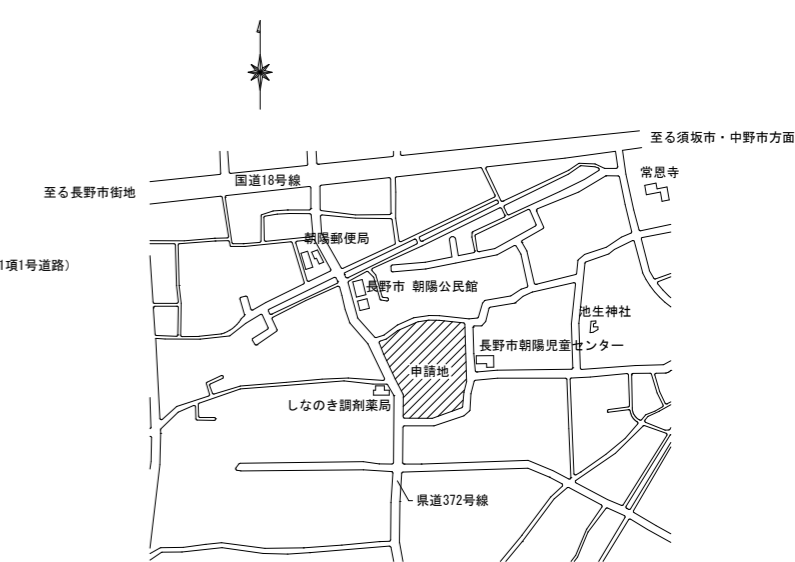 至る須坂市・中野市方面
常恩寺
国道18号線
至る長野市街地
朝陽郵便局
1項1号道路)
長野市 朝陽公民館
池生神社
長野市朝陽児童センター
申請地
しなのき調剤薬局
県道372号線